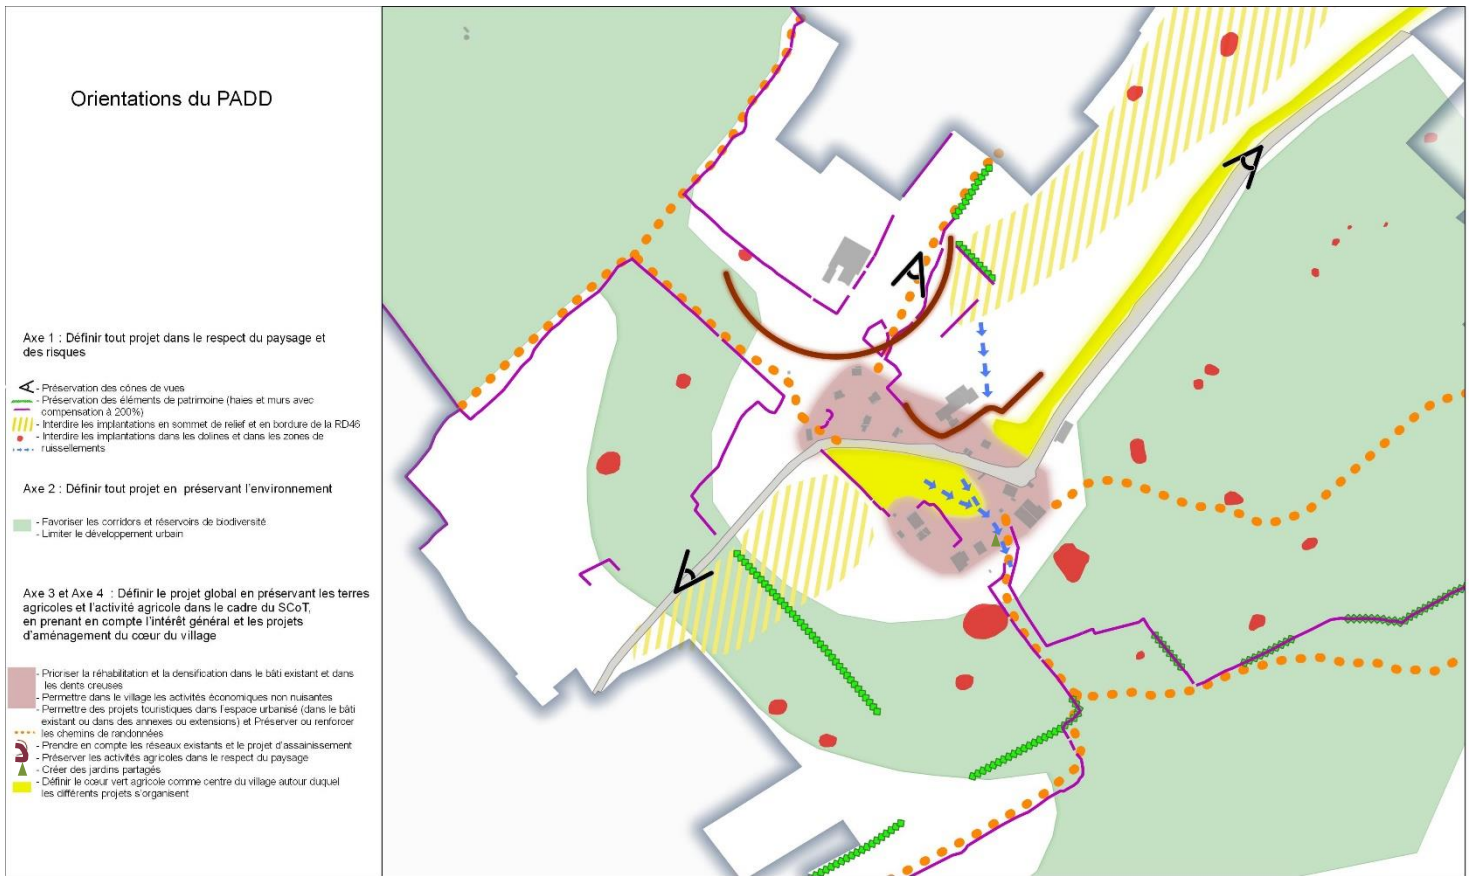 Orientations du PADD
Axe 1 : Définir tout projet dans le respect du paysage et
des risques
- Préservation des cônes de vues
- Préservation des éléments de patrimoine (haies et murs avec
compensation à 200%)
- Interdire les implantations en sommet de relief et en bordure de la RD46
- Interdire les implantations dans les dolines et dans les zones de
ruissellements
Axe 2 : Définir tout projet en préservant l'environnement
- Favoriser les corridors et réservoirs de biodiversité
- Limiter le développement urbain
Axe 3 et Axe 4 : Définir le projet global en préservant les terres
agricoles et l'activité agricole dans le cadre du SCoT,
en prenant en compte l'intérêt général et les projets
d'aménagement du cœur du village
- Prioriser la réhabilitation et la densification dans le bâti existant et dans
les dents creuses
- Permettre dans le village les activités économiques non nuisantes
- Permettre des projets touristiques dans l'espace urbanisé (dans le bâti
existant ou dans des annexes ou extensions) et Préserver ou renforcer
les chemins de randonnées
- Prendre en compte les réseaux existants et le projet d'assainissement
- Préserver les activités agricoles dans le respect du paysage
- Créer des jardins partagés
- Définir le cœur vert agricole comme centre du village autour duquel
les différents projets s'organisent